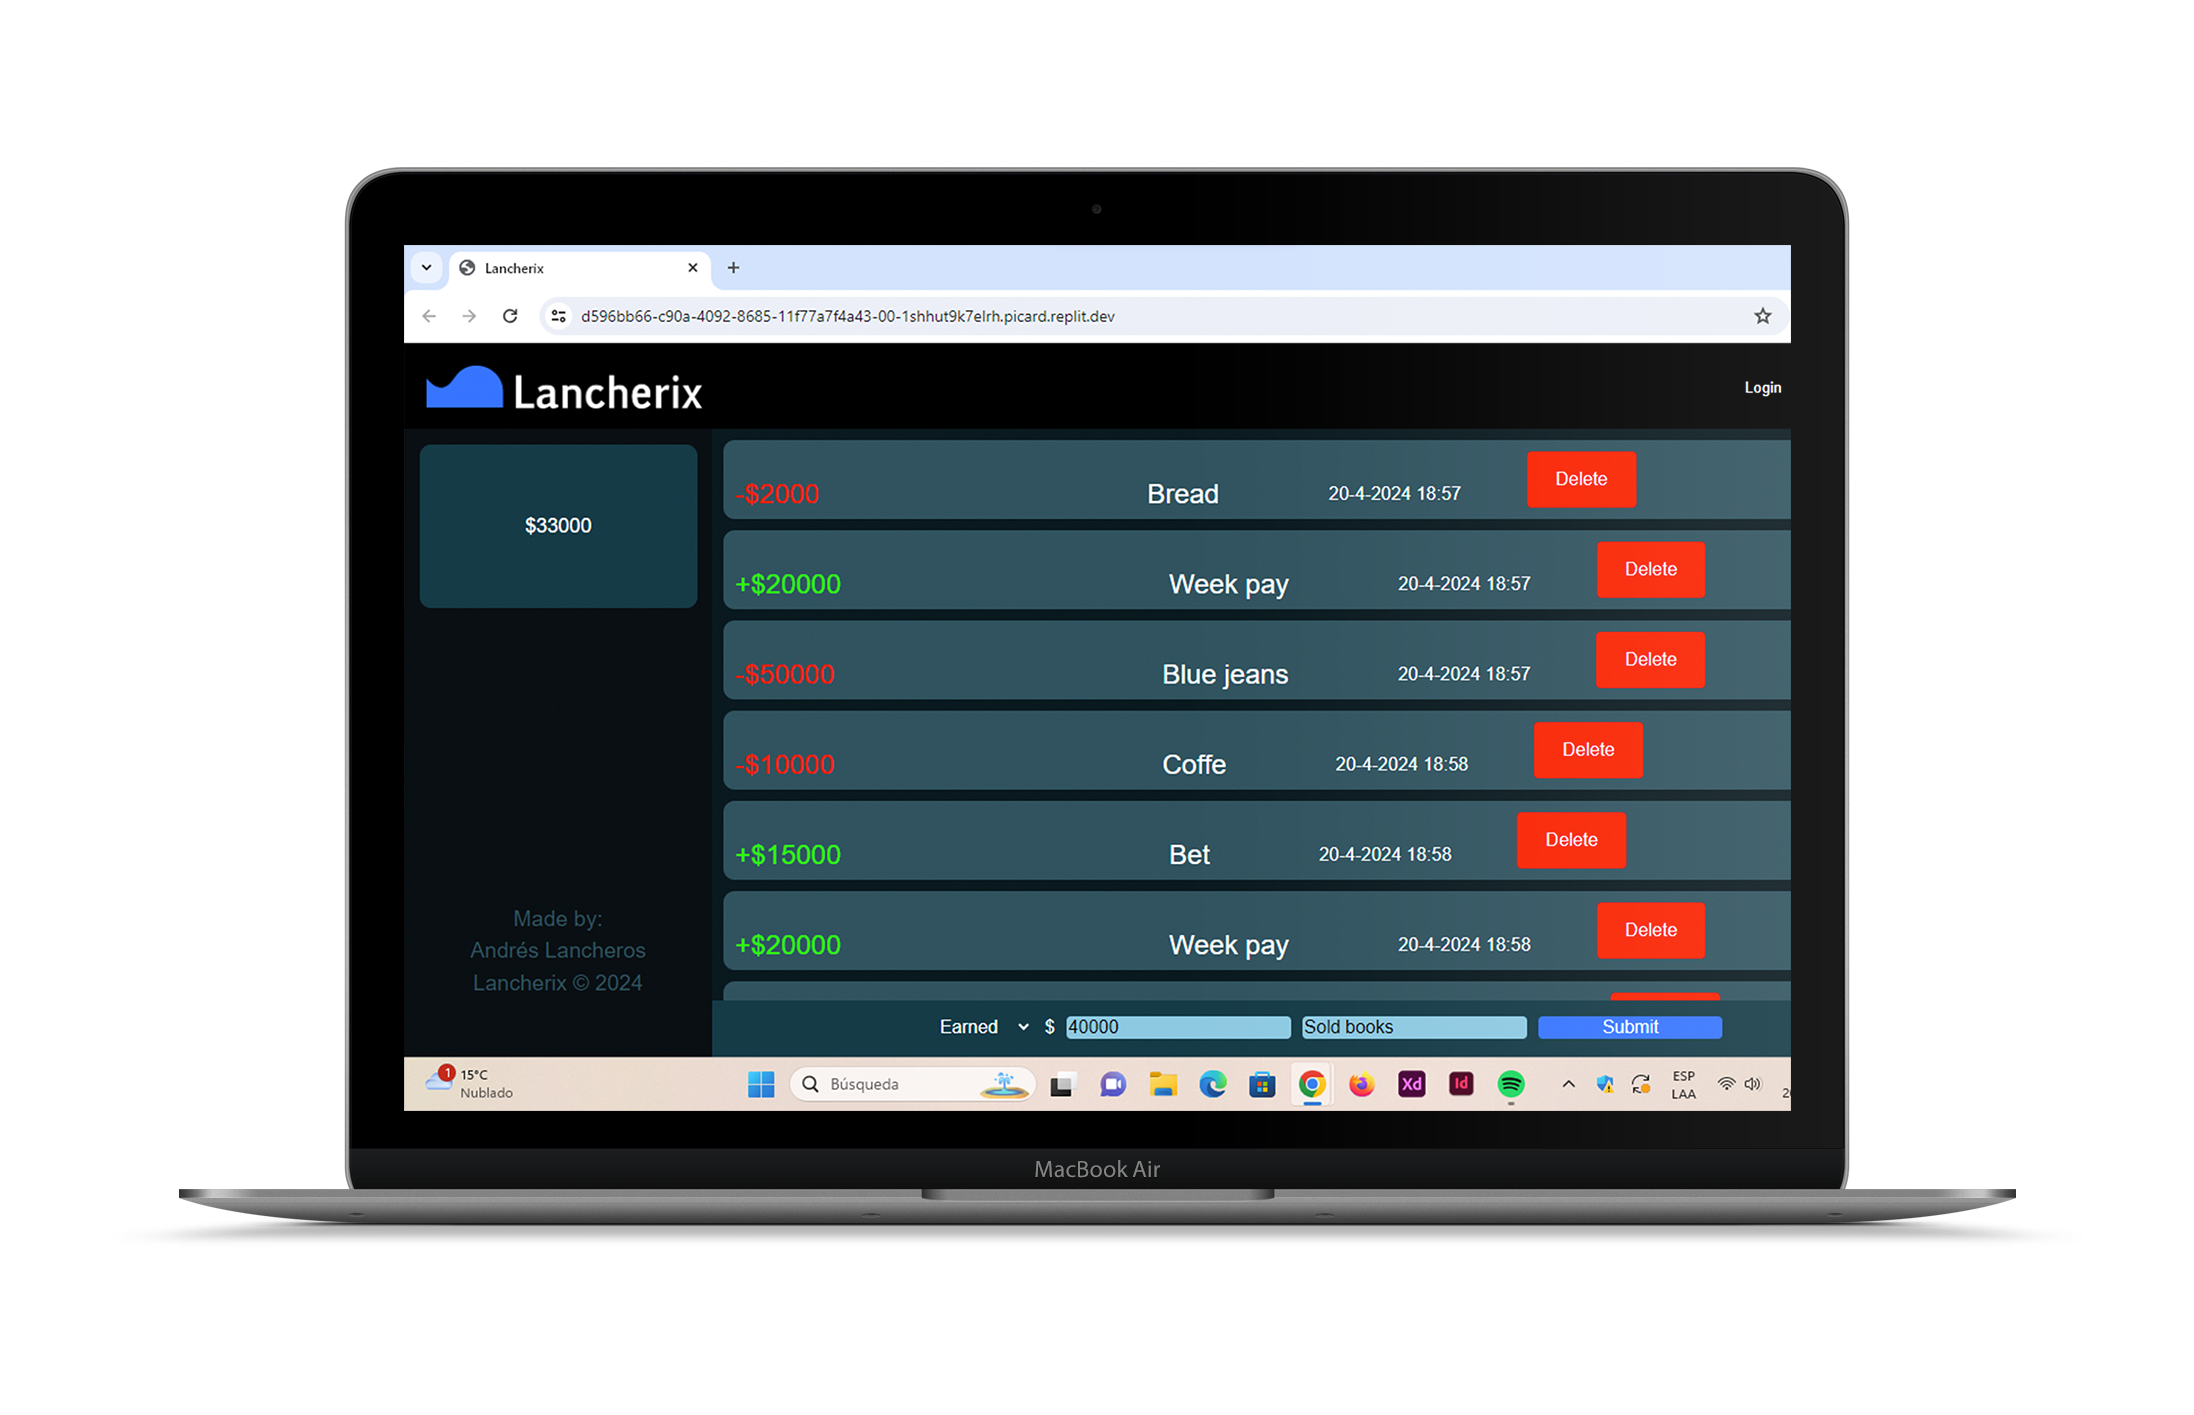 Lancherix
d596bb66-c90a-4092-8685-11f77a7f4a43-00-1shhut9k7elrh.picard.replit.dev
Lancherix
Login
$33000
-$2000 Bread 20-4-2024 18:57 Delete
+$20000 Week pay 20-4-2024 18:57 Delete
-$50000 Blue jeans 20-4-2024 18:57 Delete
-$10000 Coffe 20-4-2024 18:58 Delete
+$15000 Bet 20-4-2024 18:58 Delete
+$20000 Week pay 20-4-2024 18:58 Delete
Made by:
Andrés Lancheros
Lancherix © 2024
Earned $ 40000 Sold books Submit
1 15°C
Nublado
Búsqueda
Xd
Id
ESP
LAA
MacBook Air